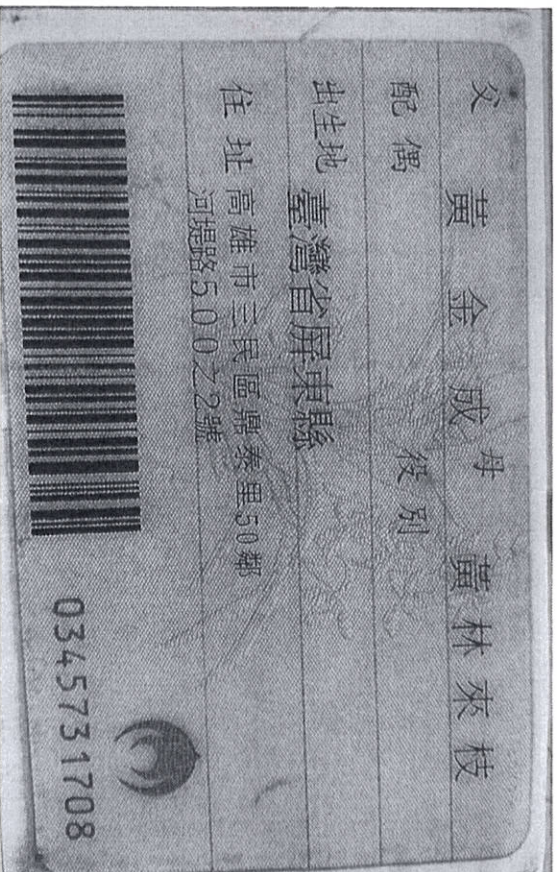 父 黃金成 母 黃林來枝
配偶 役別
出生地 臺灣省屏東縣
住址 高雄市三民區鼎泰里50鄰
河堤路500之2號
0345731708